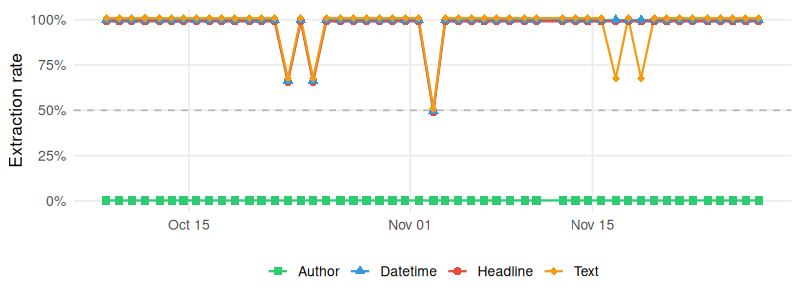 100%
75%
Extraction rate
50%
25%
0%
Oct 15 Nov 01 Nov 15
Author Datetime Headline Text